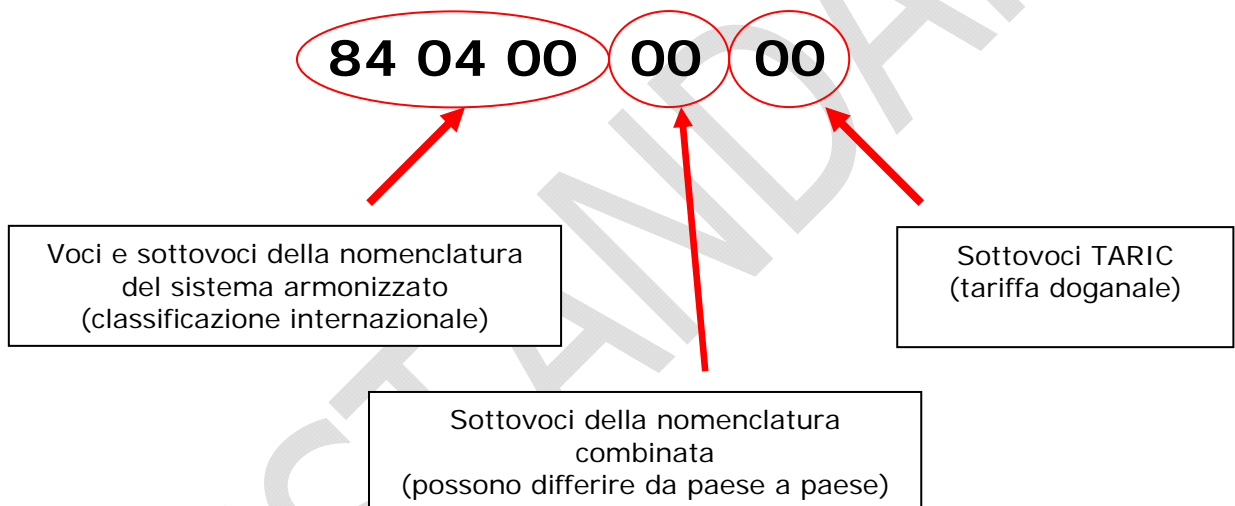 84 04 00 00 00
Voci e sottovoci della nomenclatura
del sistema armonizzato
(classificazione internazionale)
Sottovoci TARIC
(tariffa doganale)
Sottovoci della nomenclatura
combinata
(possono differire da paese a paese)